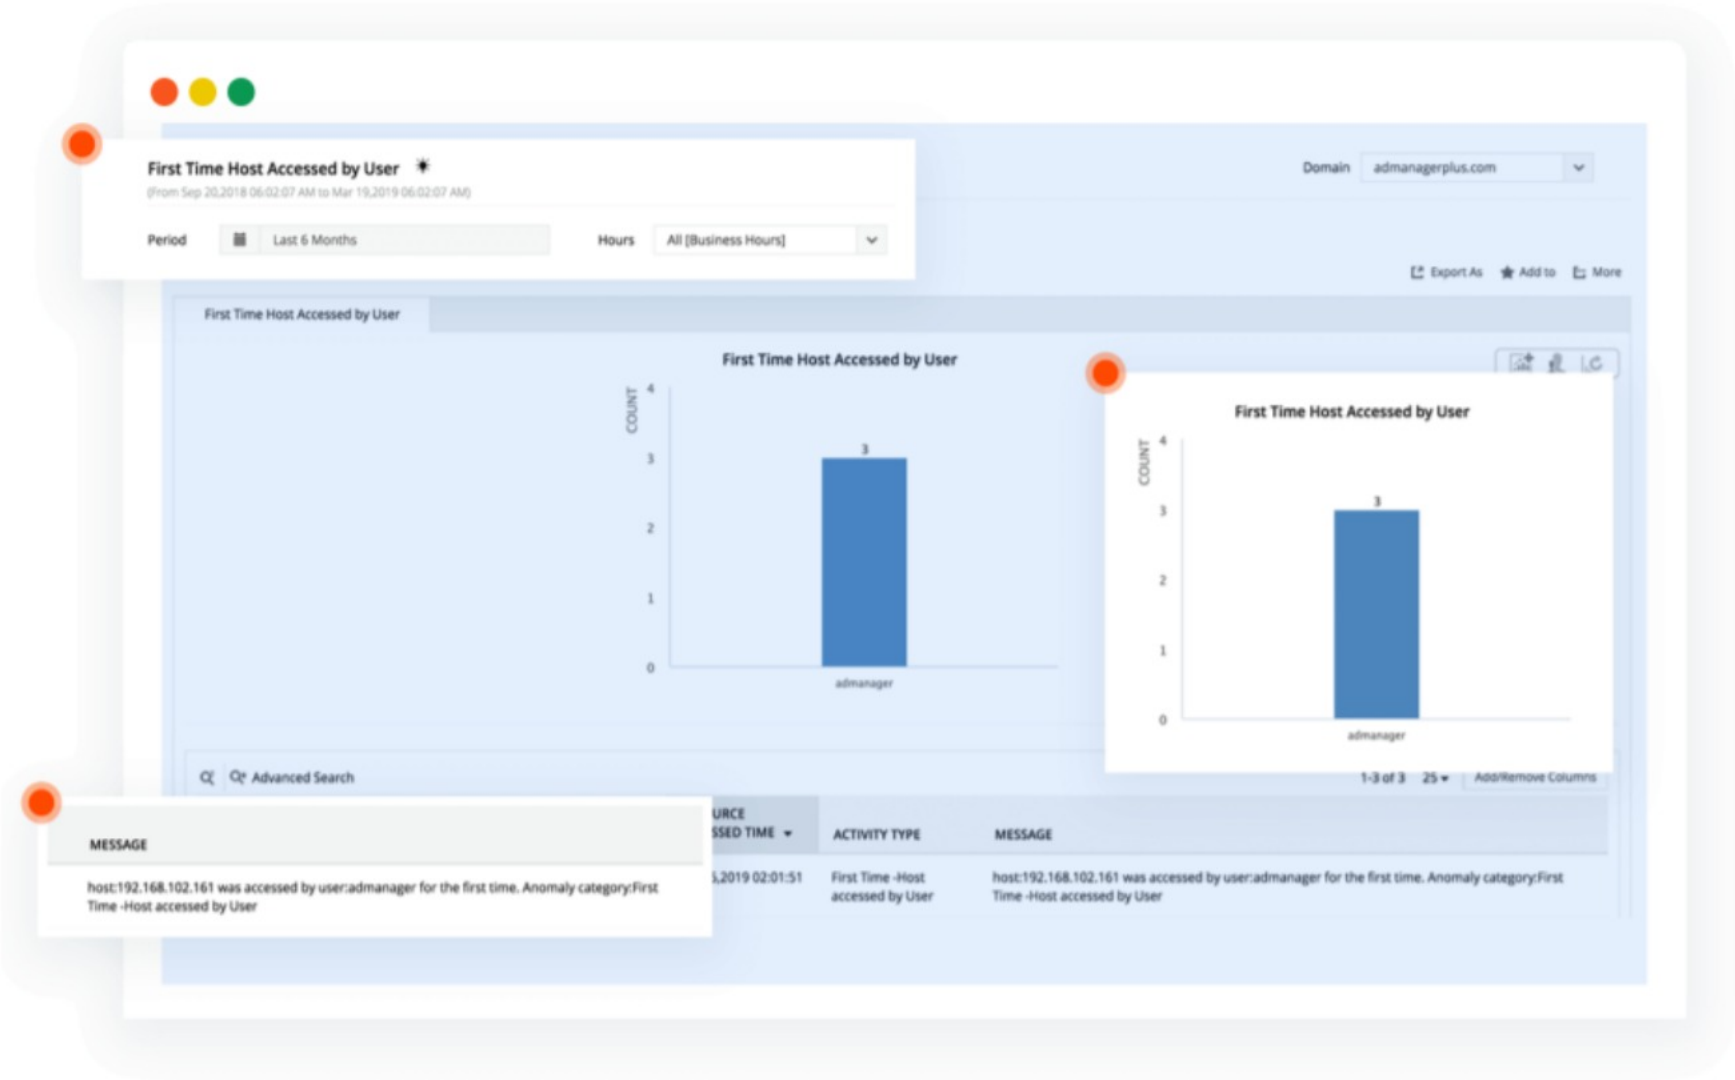 First Time Host Accessed by User
(From Sep 20,2018 06:02:07 AM to Mar 19,2019 06:02:07 AM)
Domain admanagerplus.com
Period Last 6 Months Hours All [Business Hours]
Export As Add to More
First Time Host Accessed by User
First Time Host Accessed by User
COUNT
4
3
2
1
0
3
admanager
First Time Host Accessed by User
COUNT
4
3
2
1
0
3
admanager
Advanced Search
1-3 of 3 25 Add/Remove Columns
MESSAGE
host:192.168.102.161 was accessed by user:admanager for the first time. Anomaly category:First
Time -Host accessed by User
URCE
SSED TIME ACTIVITY TYPE MESSAGE
5,2019 02:01:51 First Time -Host host:192.168.102.161 was accessed by user:admanager for the first time. Anomaly category:First
accessed by User Time -Host accessed by User